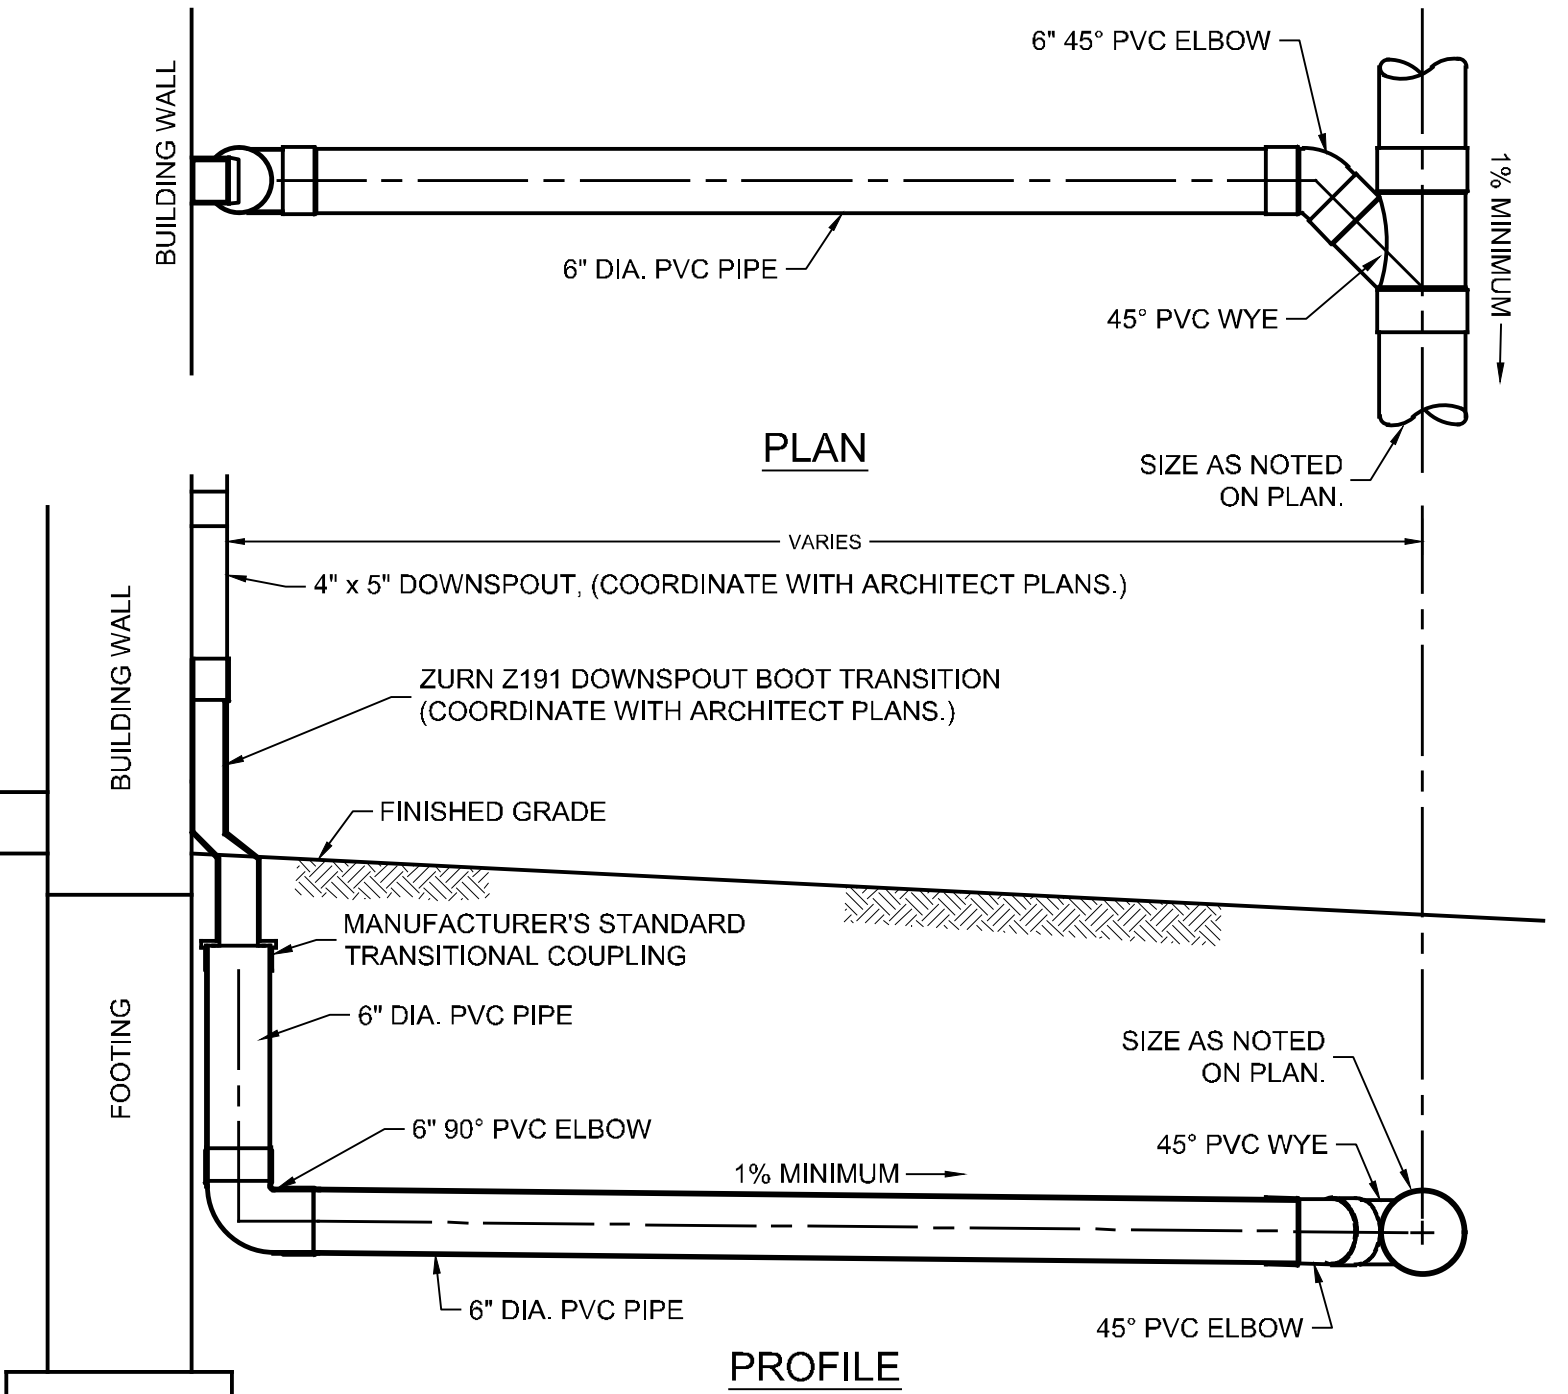 6" 45° PVC ELBOW
BUILDING WALL
1% MINIMUM
6" DIA. PVC PIPE
45° PVC WYE
PLAN
SIZE AS NOTED
ON PLAN.
VARIES
4" x 5" DOWNSPOUT, (COORDINATE WITH ARCHITECT PLANS.)
BUILDING WALL
ZURN Z191 DOWNSPOUT BOOT TRANSITION
(COORDINATE WITH ARCHITECT PLANS.)
FINISHED GRADE
MANUFACTURER'S STANDARD
TRANSITIONAL COUPLING
FOOTING
6" DIA. PVC PIPE
SIZE AS NOTED
ON PLAN.
6" 90° PVC ELBOW
45° PVC WYE
1% MINIMUM
6" DIA. PVC PIPE
45° PVC ELBOW
PROFILE